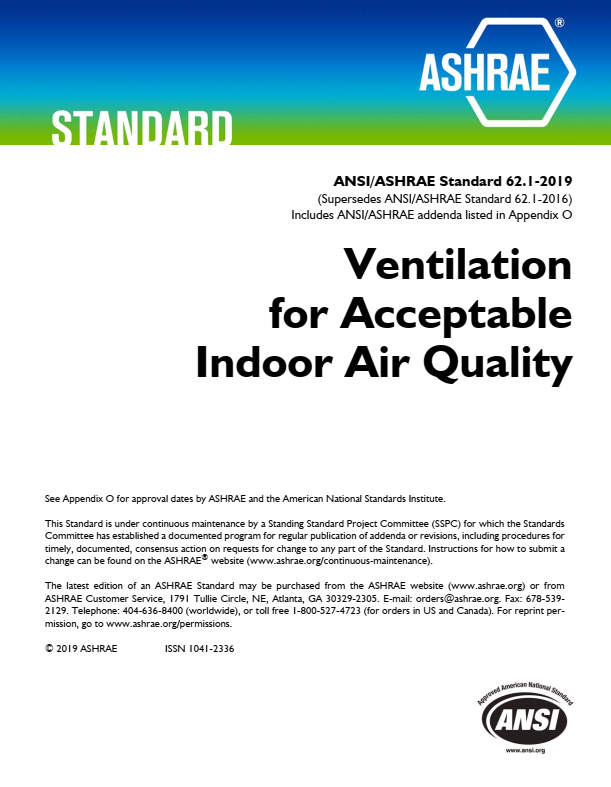 ASHRAE®
STANDARD
ANSI/ASHRAE Standard 62.1-2019
(Supersedes ANSI/ASHRAE Standard 62.1-2016)
Includes ANSI/ASHRAE addenda listed in Appendix O
Ventilation
for Acceptable
Indoor Air Quality
See Appendix O for approval dates by ASHRAE and the American National Standards Institute.
This Standard is under continuous maintenance by a Standing Standard Project Committee (SSPC) for which the Standards
Committee has established a documented program for regular publication of addenda or revisions, including procedures for
timely, documented, consensus action on requests for change to any part of the Standard. Instructions for how to submit a
change can be found on the ASHRAE® website (www.ashrae.org/continuous-maintenance).
The latest edition of an ASHRAE Standard may be purchased from the ASHRAE website (www.ashrae.org) or from
ASHRAE Customer Service, 1791 Tullie Circle, NE, Atlanta, GA 30329-2305. E-mail: orders@ashrae.org. Fax: 678-539-
2129. Telephone: 404-636-8400 (worldwide), or toll free 1-800-527-4723 (for orders in US and Canada). For reprint per-
mission, go to www.ashrae.org/permissions.
© 2019 ASHRAE ISSN 1041-2336
Approved American National Standard
ANSI
www.ansi.org